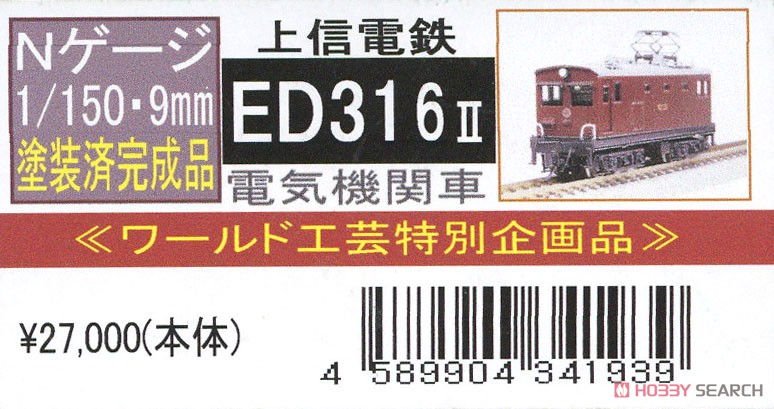 Nゲージ
1/150・9mm
塗装済完成品
上信電鉄
ED316Ⅱ
電気機関車
≪ワールド工芸特別企画品≫
¥27,000(本体)
4 589904 341939
HOBBY SEARCH